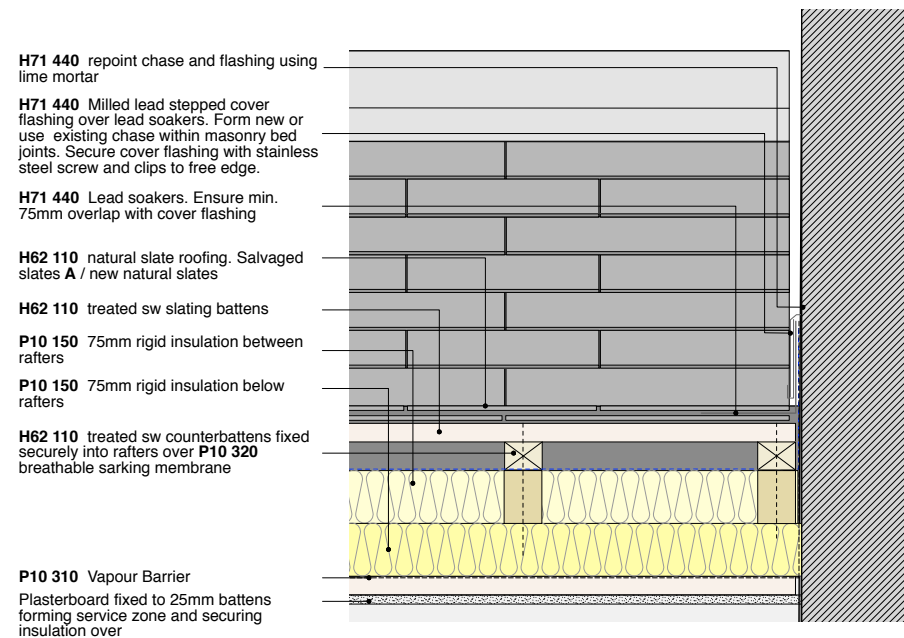 H71 440 repoint chase and flashing using
lime mortar
H71 440 Milled lead stepped cover
flashing over lead soakers. Form new or
use existing chase within masonry bed
joints. Secure cover flashing with stainless
steel screw and clips to free edge.
H71 440 Lead soakers. Ensure min.
75mm overlap with cover flashing
H62 110 natural slate roofing. Salvaged
slates A / new natural slates
H62 110 treated sw slating battens
P10 150 75mm rigid insulation between
rafters
P10 150 75mm rigid insulation below
rafters
H62 110 treated sw counterbattens fixed
securely into rafters over P10 320
breathable sarking membrane
P10 310 Vapour Barrier
Plasterboard fixed to 25mm battens
forming service zone and securing
insulation over